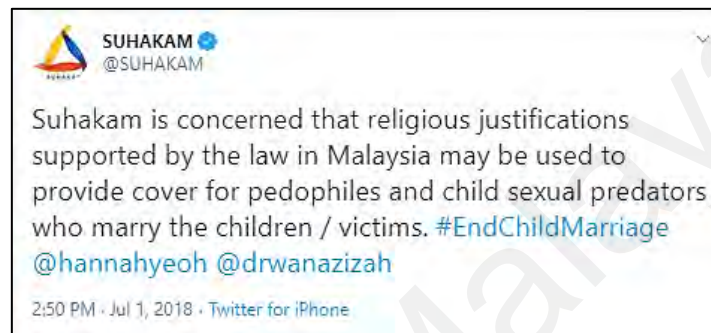 SUHAKAM
@SUHAKAM
SUHAKAM
Suhakam is concerned that religious justifications
supported by the law in Malaysia may be used to
provide cover for pedophiles and child sexual predators
who marry the children / victims. #EndChildMarriage
@hannahyeoh @drwanazizah
2:50 PM · Jul 1, 2018 · Twitter for iPhone
Malaya